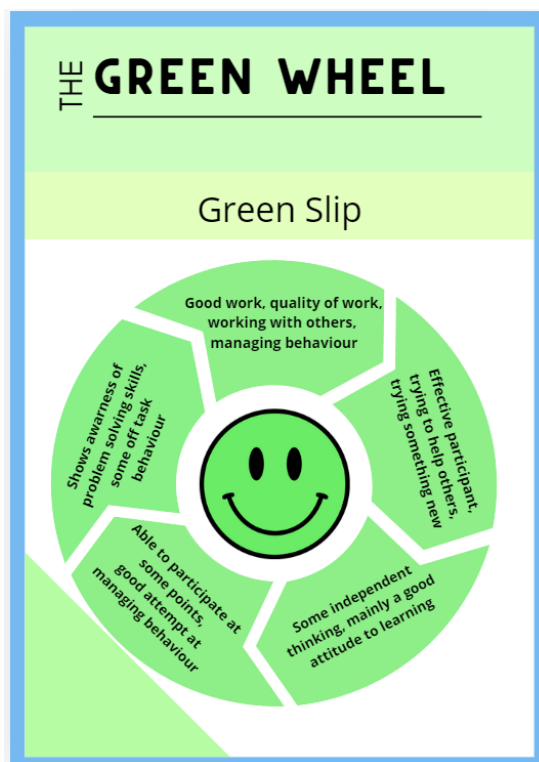 THE GREEN WHEEL
Green Slip
Good work, quality of work,
working with others,
managing behaviour
Effective participant,
trying to help others,
trying something new
Some independent
thinking, mainly a good
attitude to learning
Able to participate at
some points,
good attempt at
managing behaviour
Shows awarness of
problem solving skills,
some off task
behaviour